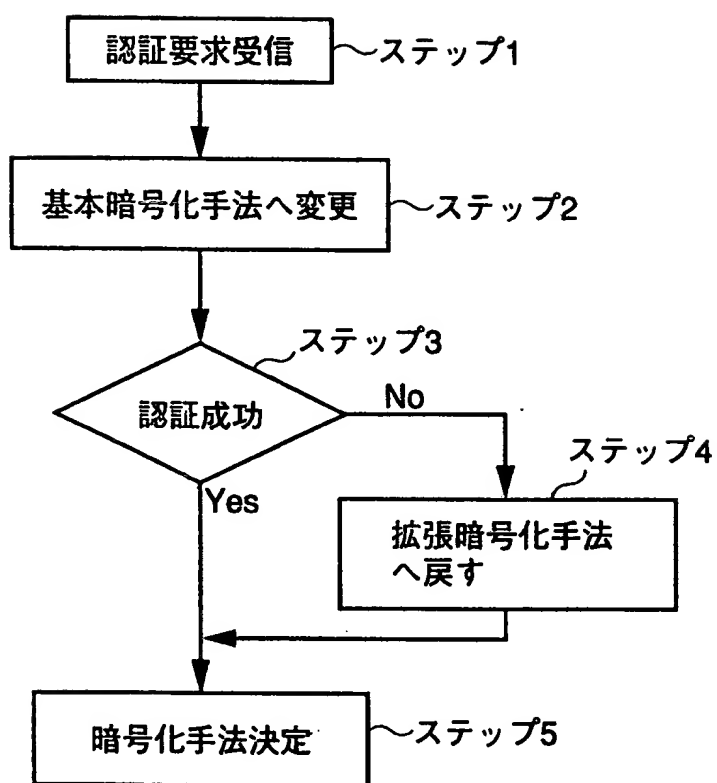 認証要求受信
ステップ1
基本暗号化手法へ変更
ステップ2
ステップ3
認証成功
No
Yes
ステップ4
拡張暗号化手法
へ戻す
暗号化手法決定
ステップ5